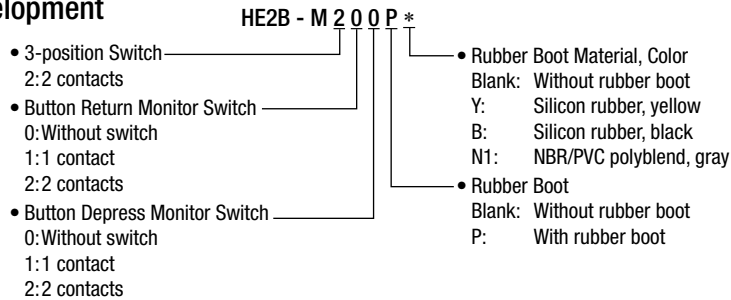 elopment
HE2B - M 2 0 0 P *
• 3-position Switch
2:2 contacts
• Button Return Monitor Switch
0:Without switch
1:1 contact
2:2 contacts
• Button Depress Monitor Switch
0:Without switch
1:1 contact
2:2 contacts
• Rubber Boot Material, Color
Blank: Without rubber boot
Y: Silicon rubber, yellow
B: Silicon rubber, black
N1: NBR/PVC polyblend, gray
• Rubber Boot
Blank: Without rubber boot
P: With rubber boot